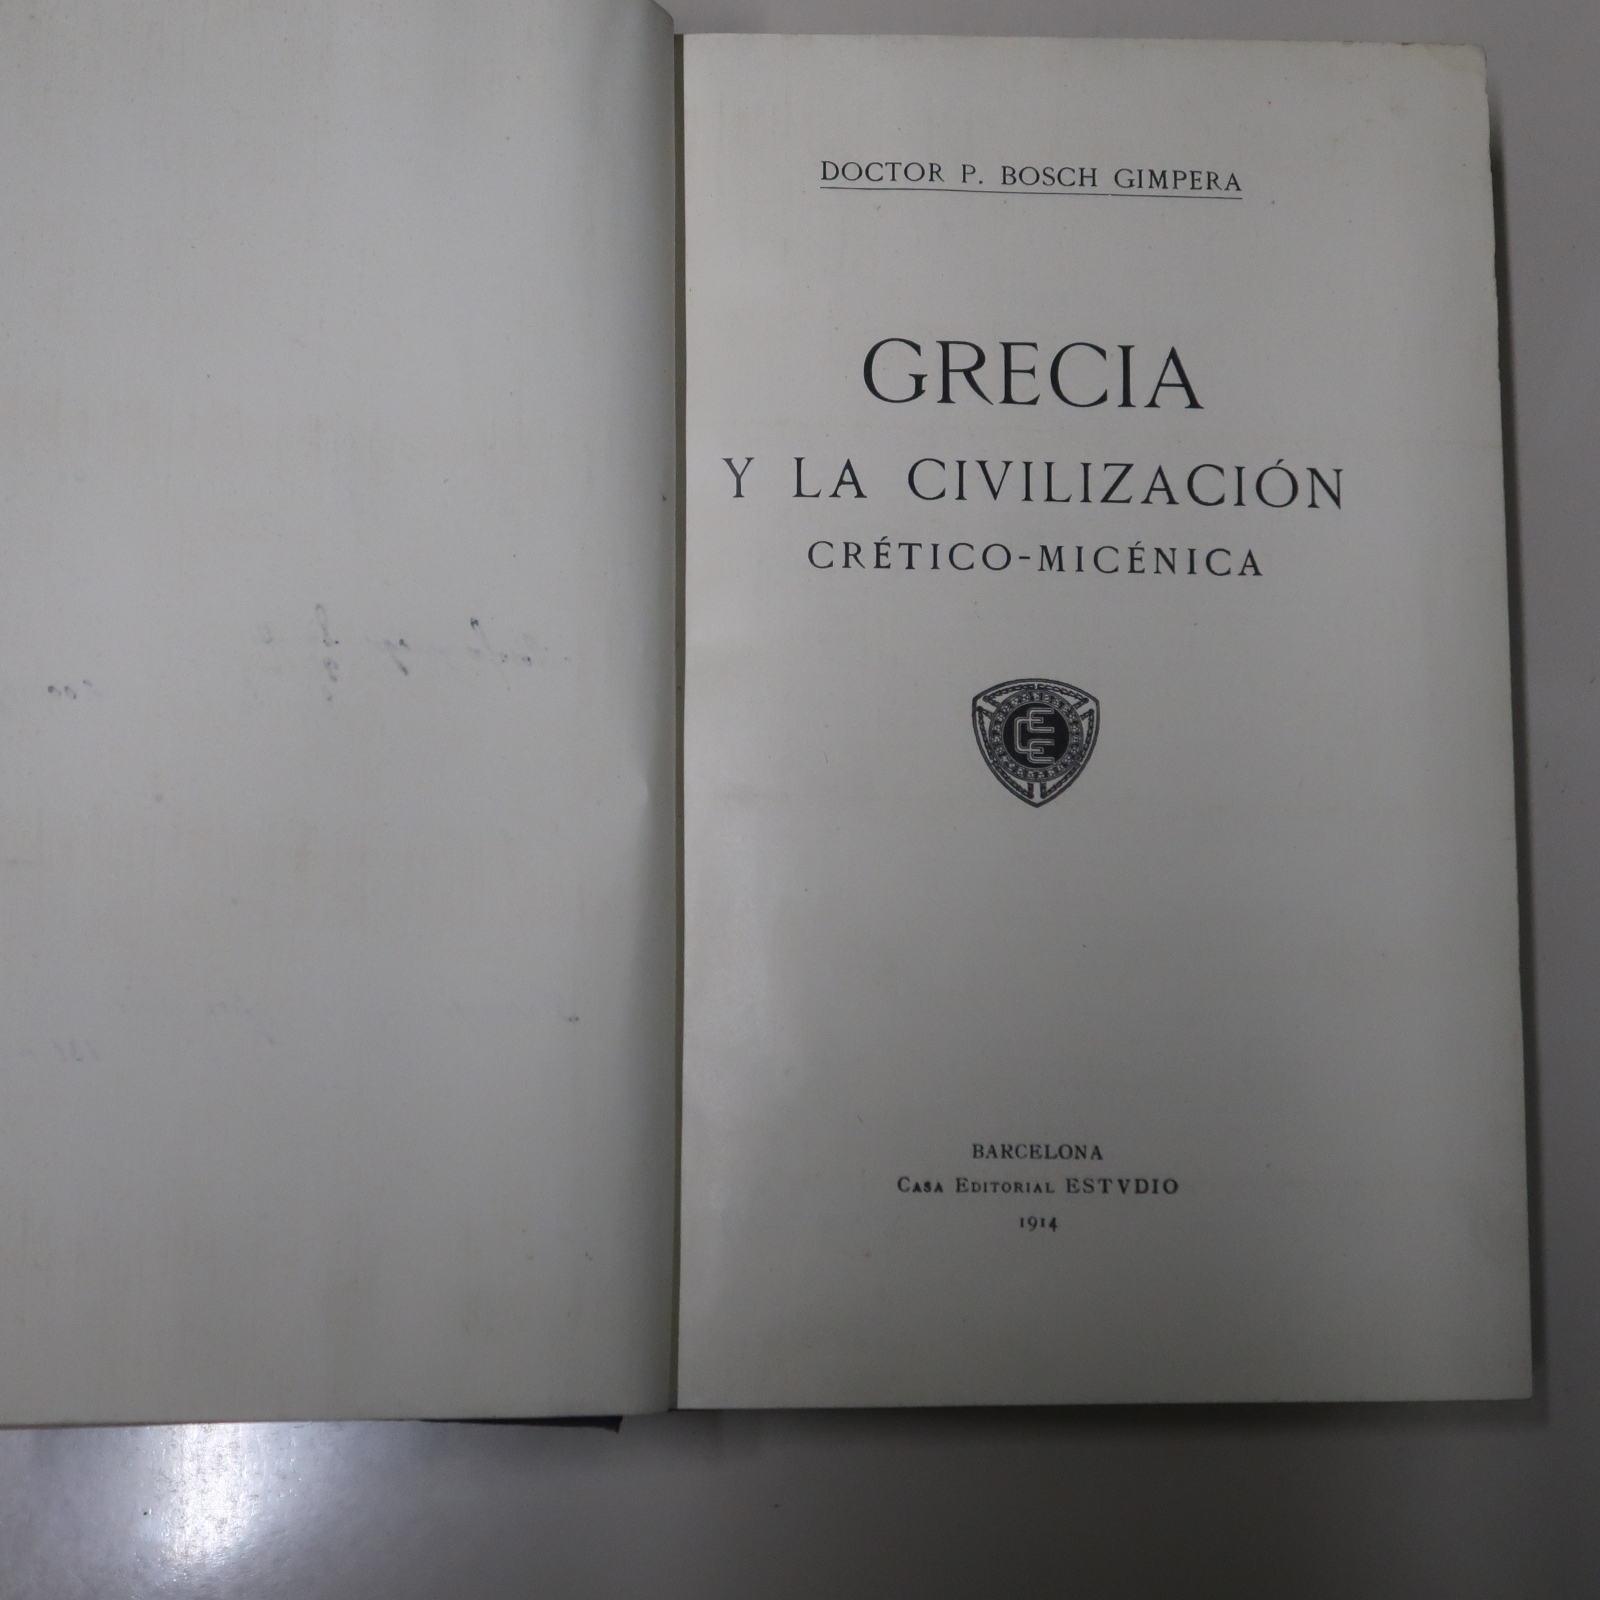 DOCTOR P. BOSCH GIMPERA
GRECIA
Y LA CIVILIZACIÓN
CRÉTICO-MICÉNICA
BARCELONA
CASA EDITORIAL ESTVDIO
1914